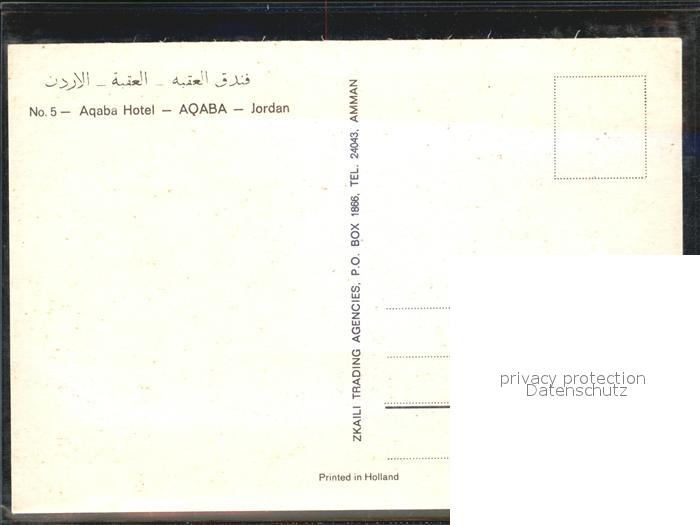 فندق العقبه – العقبة – الاردن
No. 5 — Aqaba Hotel — AQABA — Jordan
ZKAILI TRADING AGENCIES, P.O. BOX 1866, TEL. 24043, AMMAN
privacy protection
Datenschutz
Printed in Holland